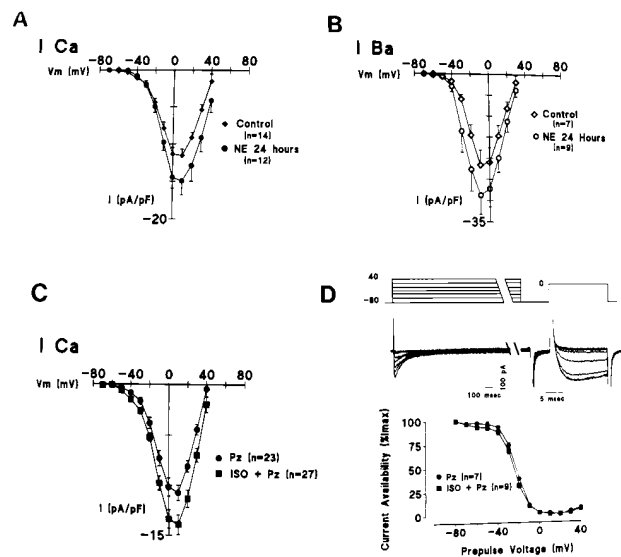 A
I Ca
Vm (mV)
-80 -40 0 40 80
Control
(n=14)
NE 24 hours
(n=12)
I (pA/pF)
-20
B
I Ba
Vm (mV)
-80 -40 0 40 80
Control
(n=7)
NE 24 Hours
(n=9)
I (pA/pF)
-35
C
I Ca
Vm (mV)
-80 -40 0 40 80
Pz (n=23)
ISO + Pz (n=27)
I (pA/pF)
-15
D
40
-80
0
100 msec
100 pA
5 msec
Current Availability (%Imax)
100
75
50
25
0
Pz (n=7)
ISO + Pz (n=9)
-80 -40 0 40
Prepulse Voltage (mV)